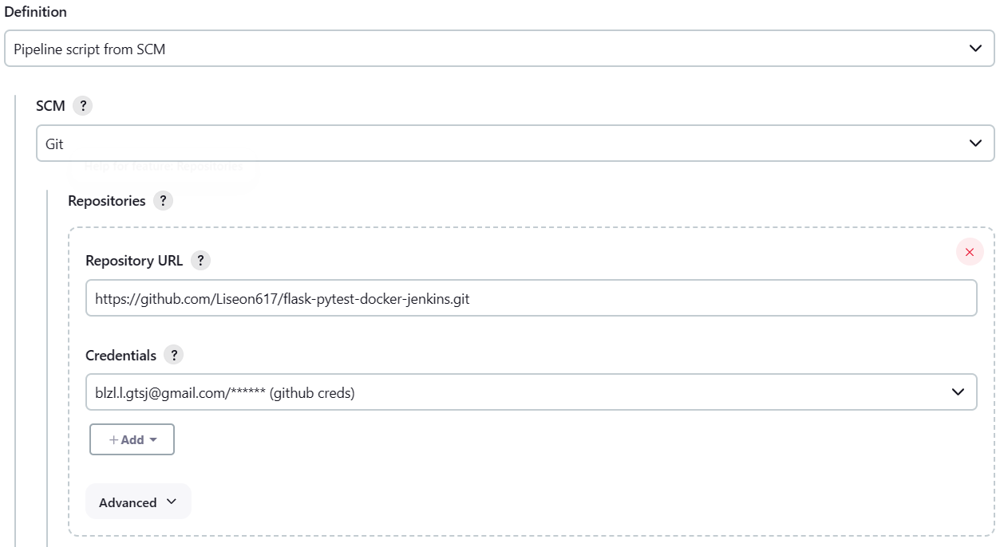 Definition
Pipeline script from SCM
SCM ?
Git
Help for feature: Repositories
Repositories ?
Repository URL ?
https://github.com/Liseon617/flask-pytest-docker-jenkins.git
Credentials ?
blzl.l.gtsj@gmail.com/****** (github creds)
+ Add
Advanced